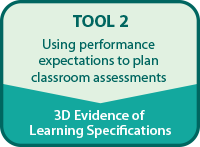 TOOL 2
Using performance
expectations to plan
classroom assessments
3D Evidence of
Learning Specifications